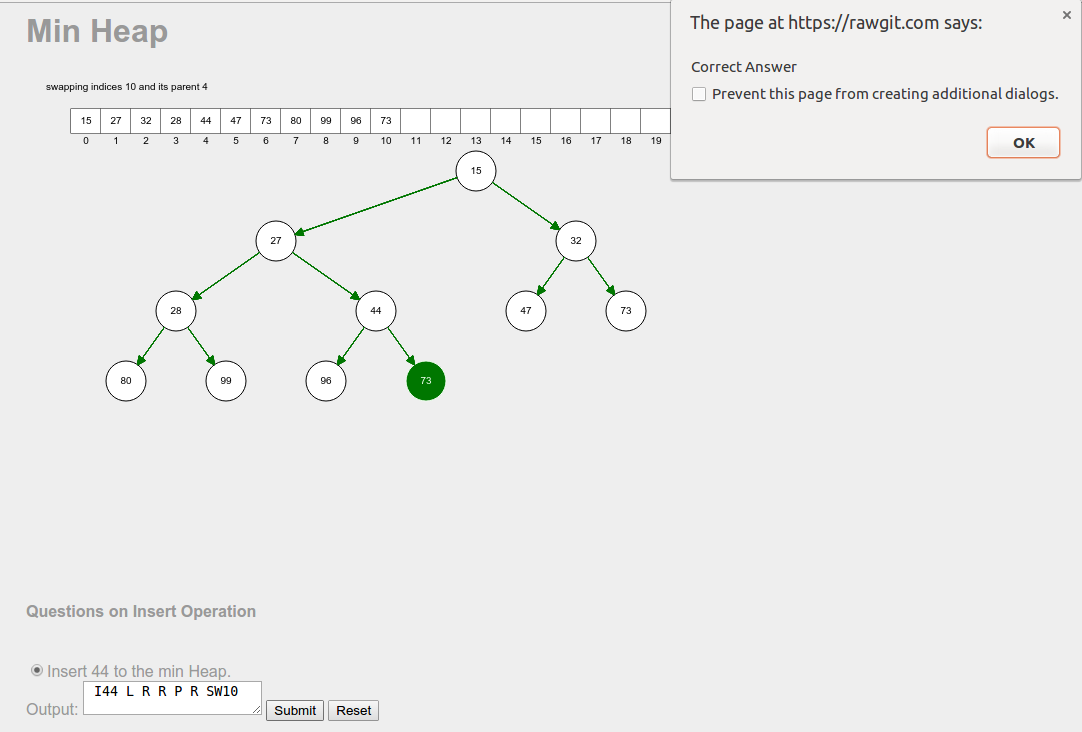 Min Heap
The page at https://rawgit.com says:
×
Correct Answer
Prevent this page from creating additional dialogs.
OK
swapping indices 10 and its parent 4
15 27 32 28 44 47 73 80 99 96 73
0 1 2 3 4 5 6 7 8 9 10 11 12 13 14 15 16 17 18 19
15
27 32
28 44 47 73
80 99 96 73
Questions on Insert Operation
Insert 44 to the min Heap.
Output: I44 L R R P R SW10 Submit Reset